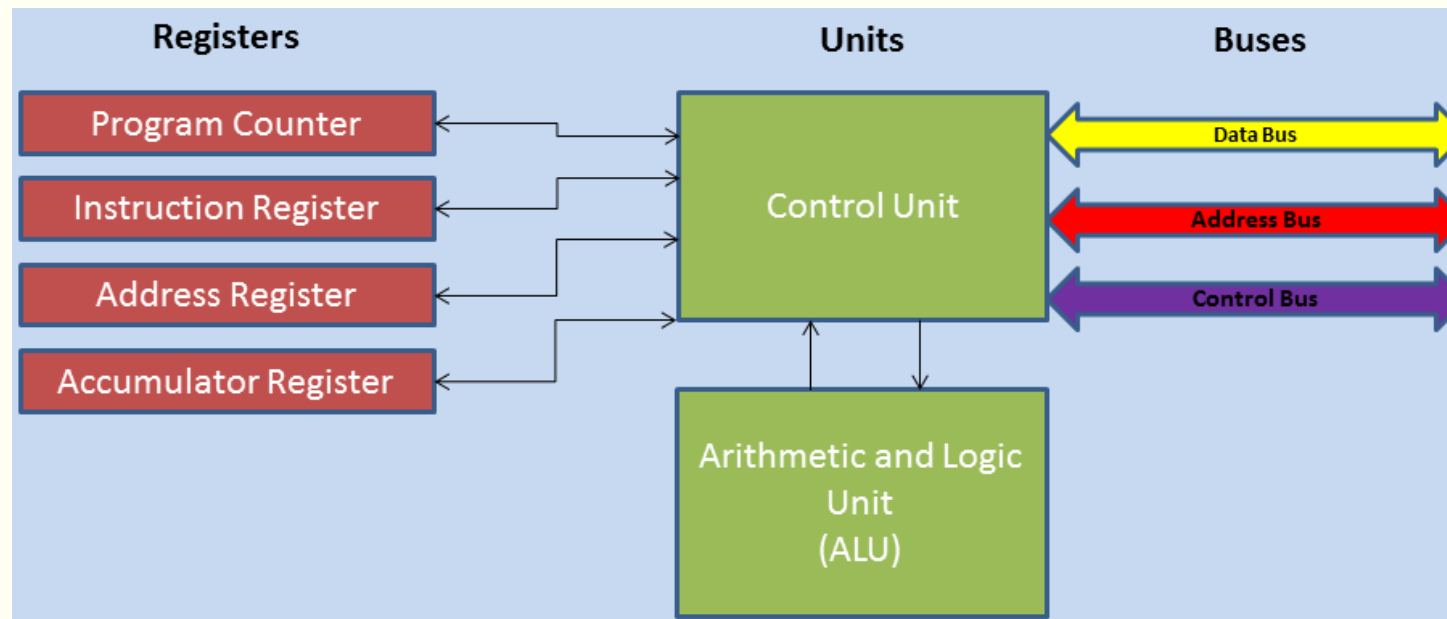 Registers
Units
Buses
Program Counter
Instruction Register
Address Register
Accumulator Register
Control Unit
Arithmetic and Logic
Unit
(ALU)
Data Bus
Address Bus
Control Bus